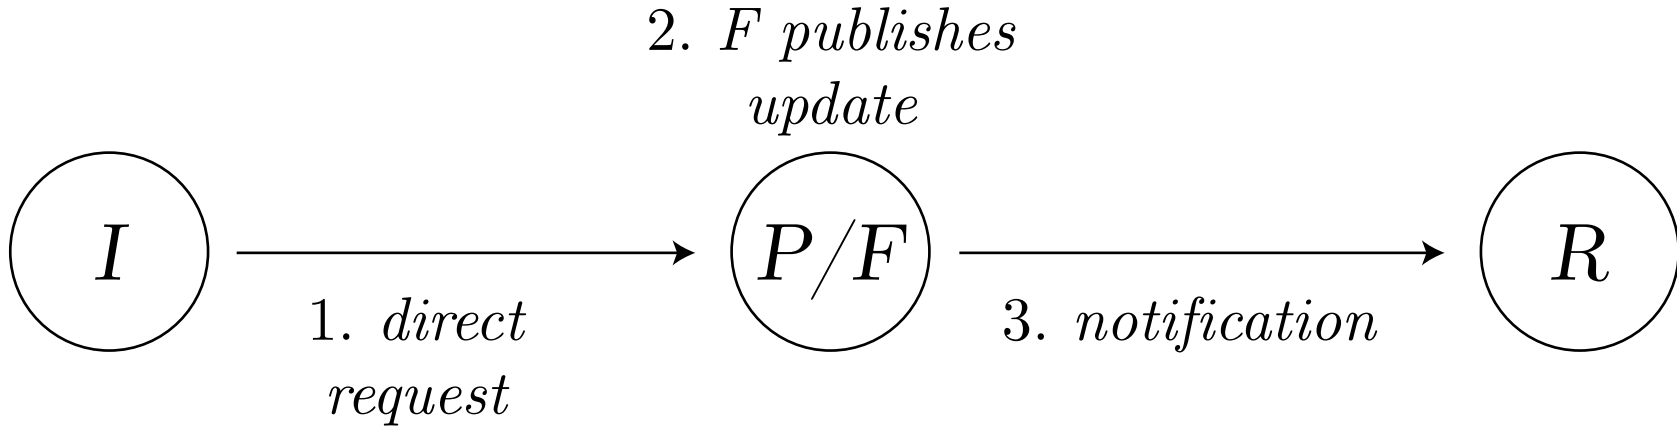 2. F publishes
update
I
P/F
R
1. direct
request
3. notification